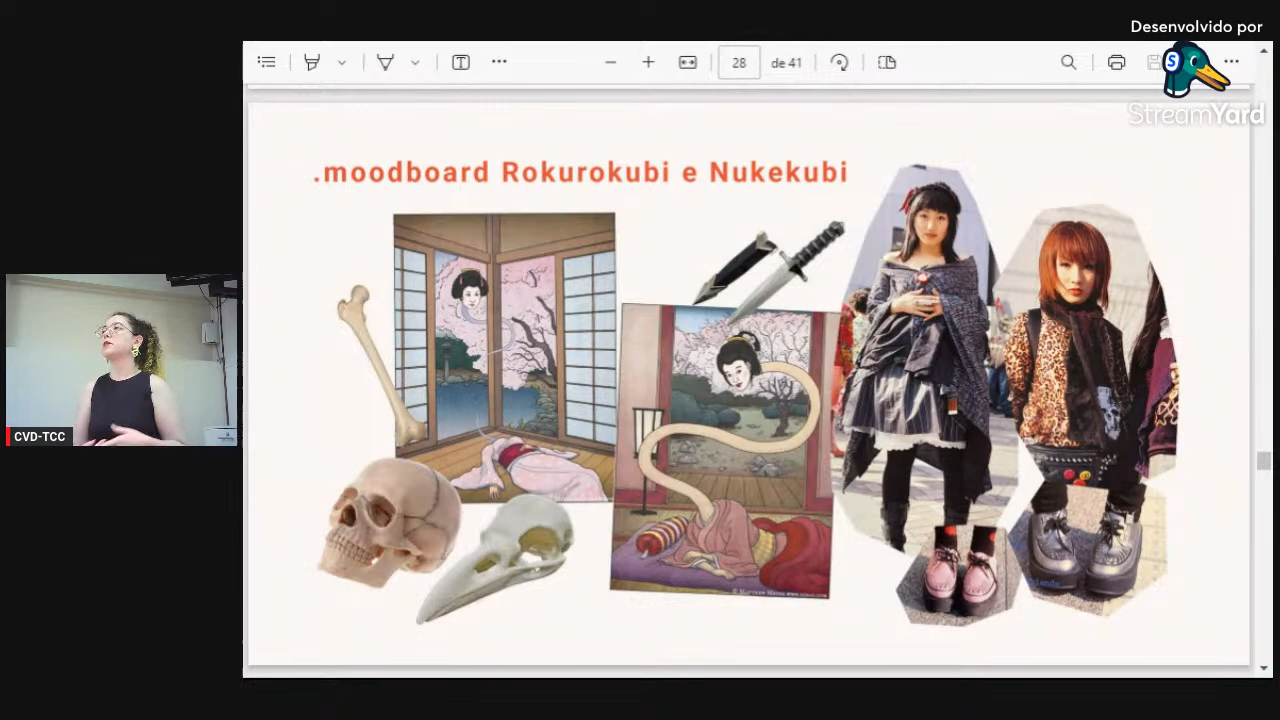 Desenvolvido por
S
StreamYard
28
de 41
T
.moodboard Rokurokubi e Nukekubi
CVD-TCC